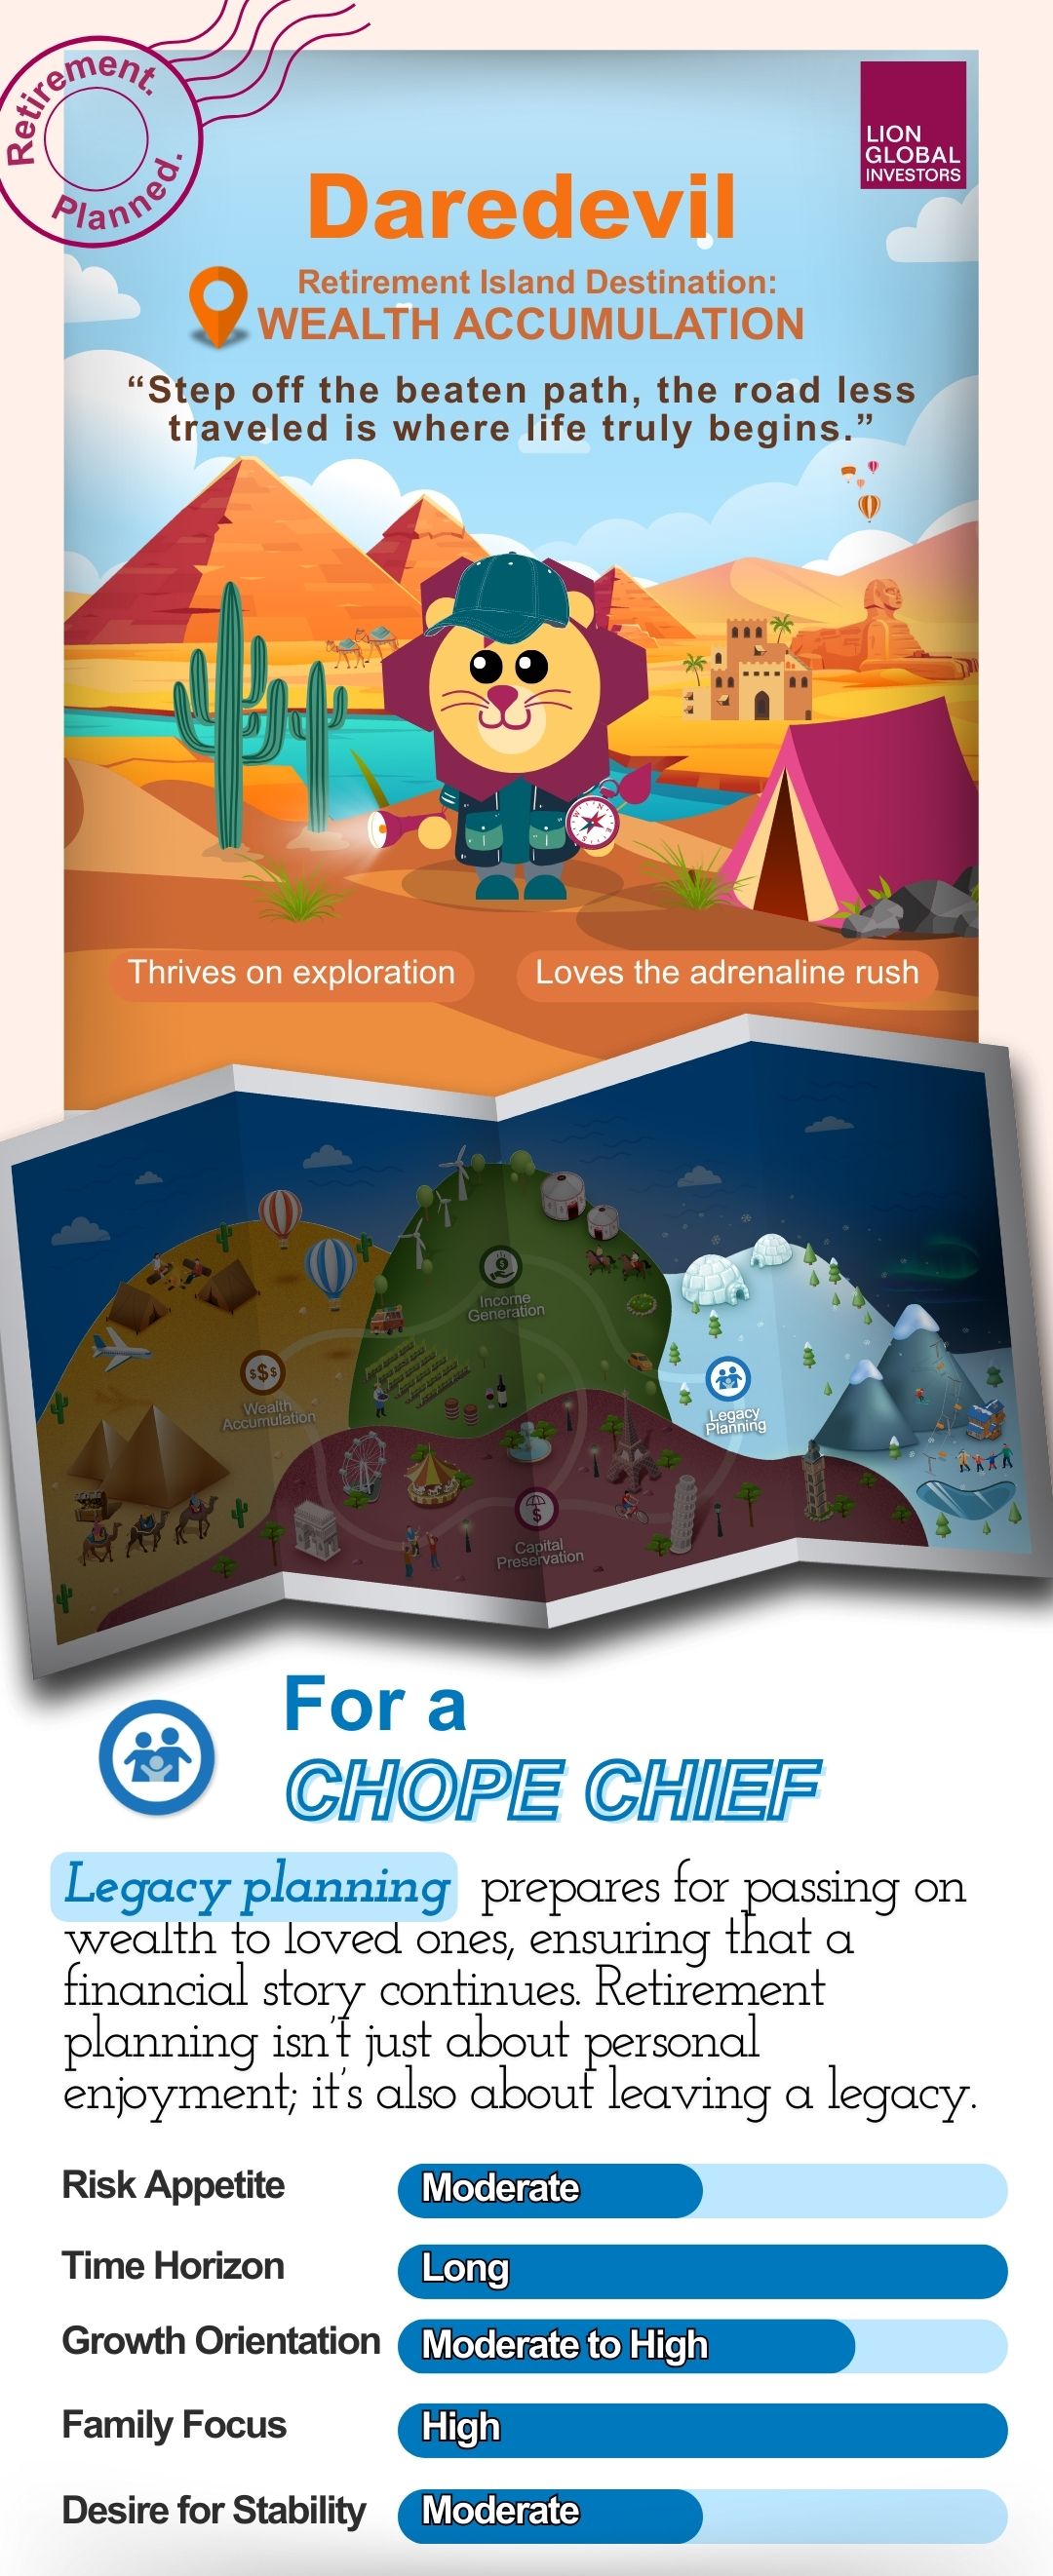 Retirement.
Planned.
LION
GLOBAL
INVESTORS
Daredevil
Retirement Island Destination:
WEALTH ACCUMULATION
“Step off the beaten path, the road less
traveled is where life truly begins.”
N
E
S
W
Thrives on exploration
Loves the adrenaline rush
$
Income
Generation
$$$
Wealth
Accumulation
Legacy
Planning
$
Capital
Preservation
For a
CHOPE CHIEF
Legacy planning prepares for passing on
wealth to loved ones, ensuring that a
financial story continues. Retirement
planning isn’t just about personal
enjoyment; it’s also about leaving a legacy.
Risk Appetite
Moderate
Time Horizon
Long
Growth Orientation
Moderate to High
Family Focus
High
Desire for Stability
Moderate